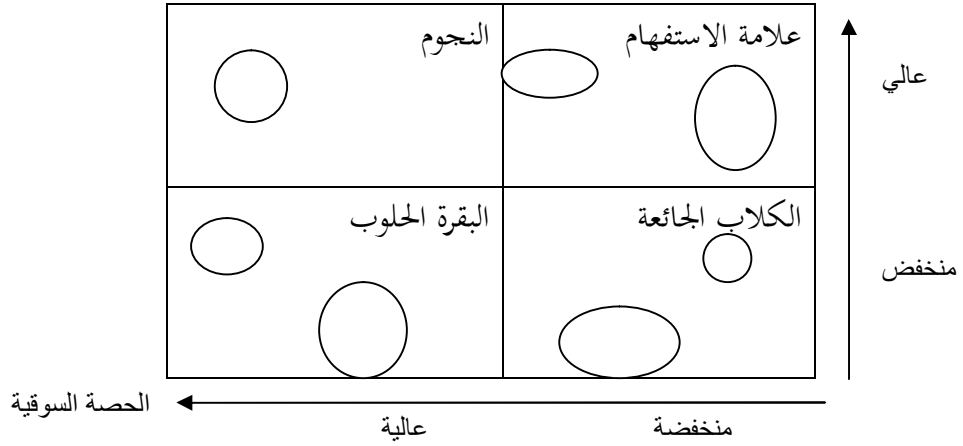 علامة الاستفهام
النجوم
عالي
الكلاب الجائعة
البقرة الحلوب
منخفض
الحصة السوقية
منخفضة
عالية